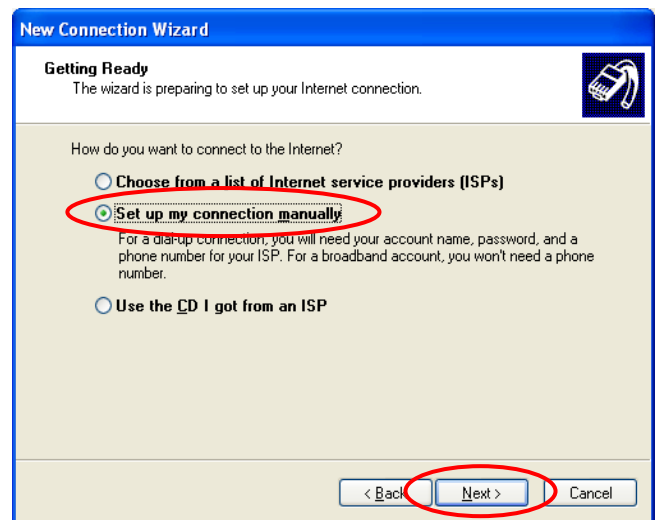 New Connection Wizard
Getting Ready
The wizard is preparing to set up your Internet connection.
How do you want to connect to the Internet?
Choose from a list of Internet service providers (ISPs)
Set up my connection manually
For a dial-up connection, you will need your account name, password, and a
phone number for your ISP. For a broadband account, you won't need a phone
number.
Use the CD I got from an ISP
< Back Next > Cancel